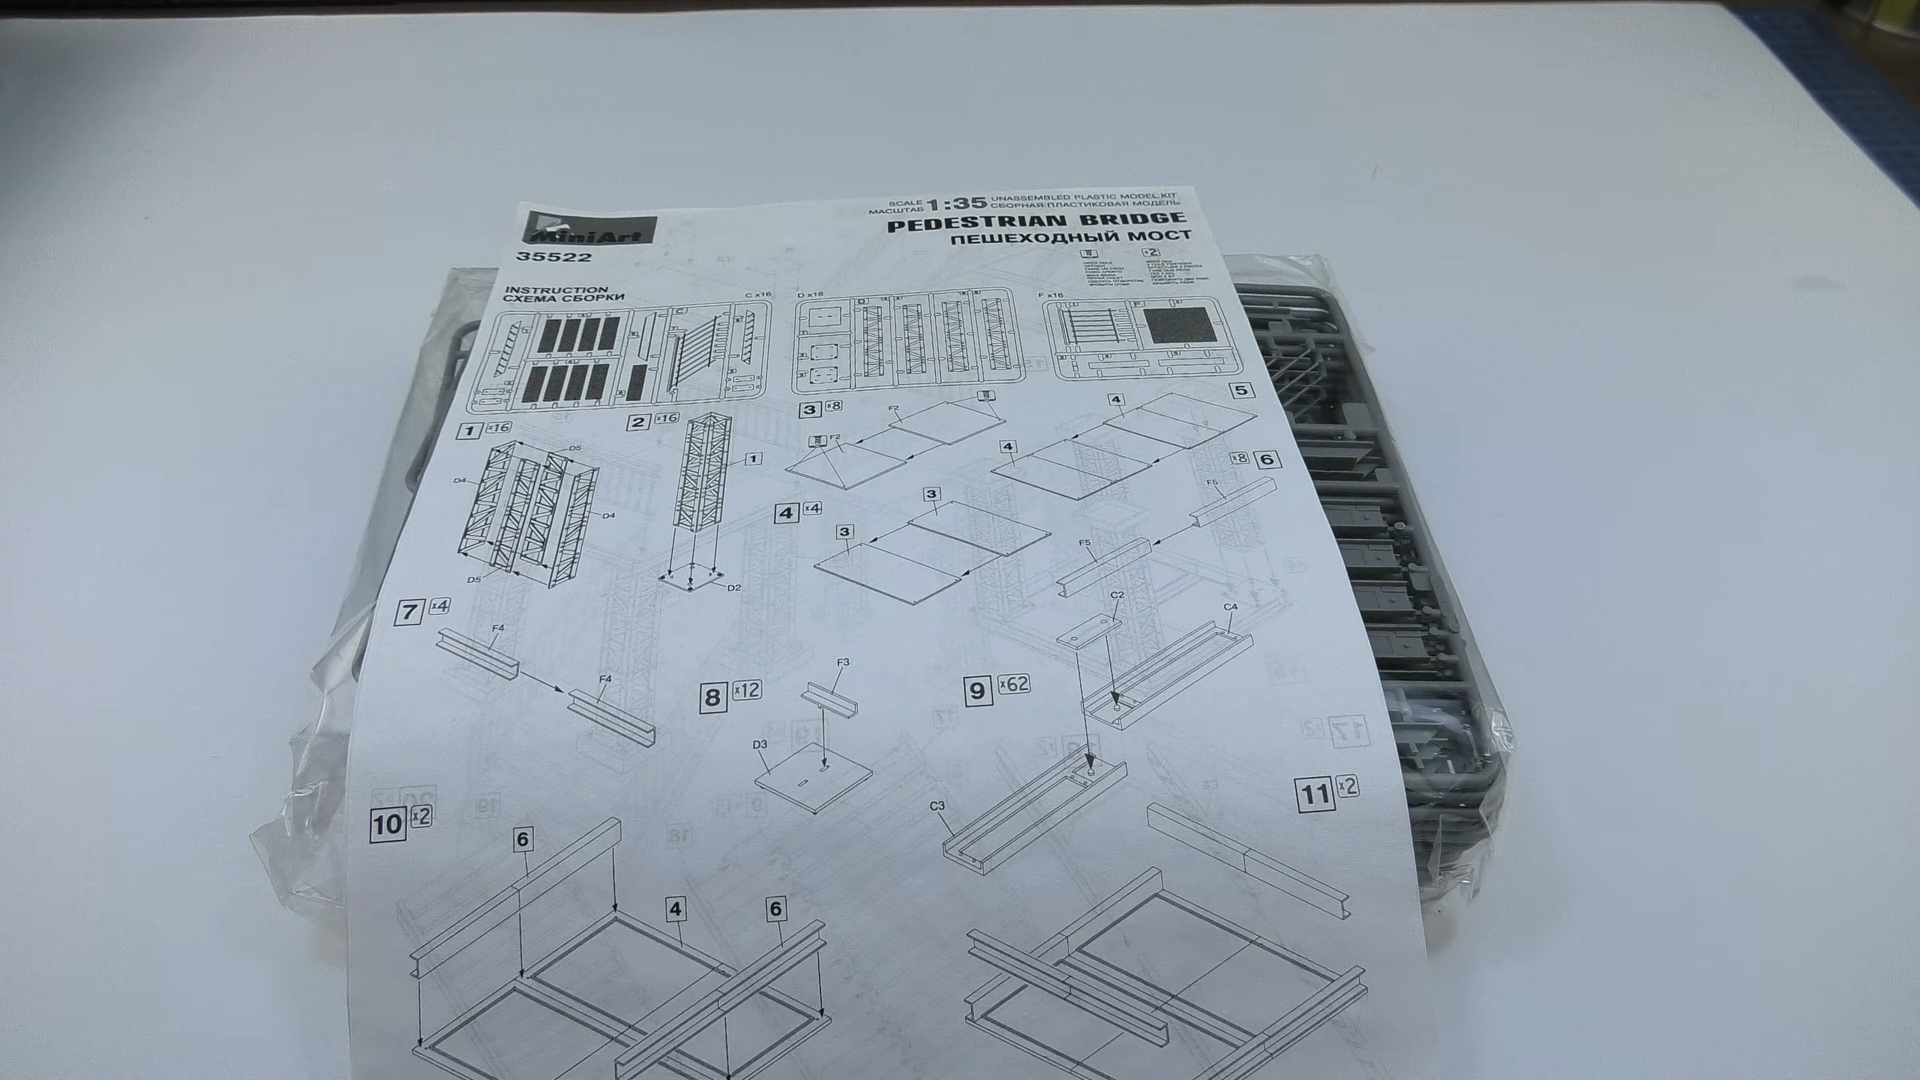 MiniArt
SCALE
МАСШТАБ
1:35
UNASSEMBLED PLASTIC MODEL KIT
СБОРНАЯ ПЛАСТИКОВАЯ МОДЕЛЬ
PEDESTRIAN BRIDGE
ПЕШЕХОДНЫЙ МОСТ
35522
INSTRUCTION
СХЕМА СБОРКИ
C x16
D x16
F x16
x2
1 x16
D5
D4
D4
D5
2 x16
1
D2
3 x8
F2
F2
4 x4
3
3
5
4
4
x8 6
F5
F5
7 x4
F4
F4
8 x12
F3
D3
9 x62
C2
C4
C3
10 x2
6
4
6
11 x2